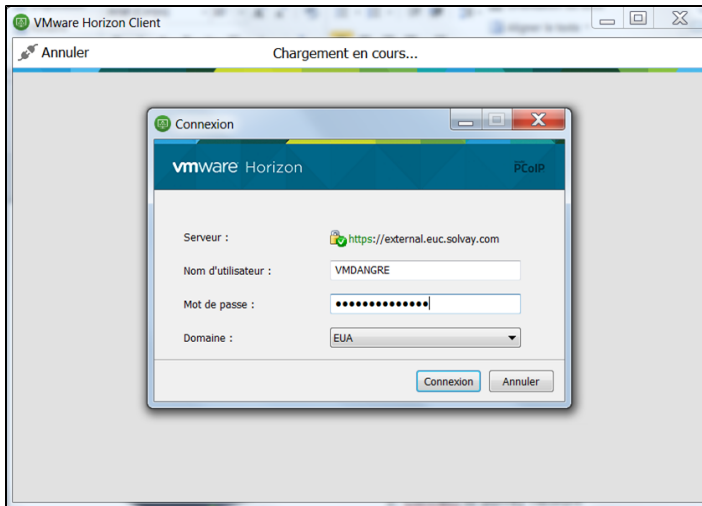 VMware Horizon Client
Annuler
Chargement en cours...
Connexion
vmware Horizon
PCoIP
Serveur : https://external.euc.solvay.com
Nom d'utilisateur : VMDANGRE
Mot de passe : ••••••••••••••
Domaine : EUA
Connexion Annuler